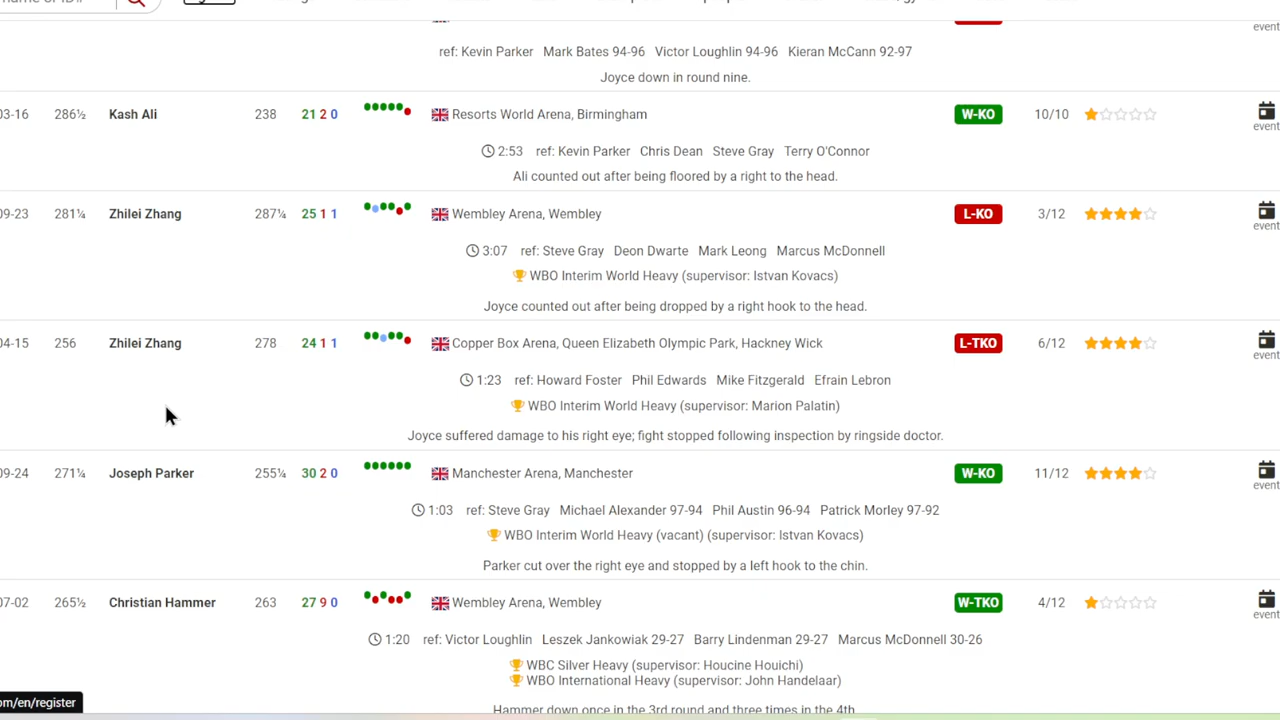 event
ref: Kevin Parker Mark Bates 94-96 Victor Loughlin 94-96 Kieran McCann 92-97
Joyce down in round nine.
03-16 286½ Kash Ali 238 21 2 0 Resorts World Arena, Birmingham W-KO 10/10
event
2:53 ref: Kevin Parker Chris Dean Steve Gray Terry O'Connor
Ali counted out after being floored by a right to the head.
09-23 281¼ Zhilei Zhang 287¼ 25 1 1 Wembley Arena, Wembley L-KO 3/12
event
3:07 ref: Steve Gray Deon Dwarte Mark Leong Marcus McDonnell
WBO Interim World Heavy (supervisor: Istvan Kovacs)
Joyce counted out after being dropped by a right hook to the head.
04-15 256 Zhilei Zhang 278 24 1 1 Copper Box Arena, Queen Elizabeth Olympic Park, Hackney Wick L-TKO 6/12
event
1:23 ref: Howard Foster Phil Edwards Mike Fitzgerald Efrain Lebron
WBO Interim World Heavy (supervisor: Marion Palatin)
Joyce suffered damage to his right eye; fight stopped following inspection by ringside doctor.
09-24 271¼ Joseph Parker 255¼ 30 2 0 Manchester Arena, Manchester W-KO 11/12
event
1:03 ref: Steve Gray Michael Alexander 97-94 Phil Austin 96-94 Patrick Morley 97-92
WBO Interim World Heavy (vacant) (supervisor: Istvan Kovacs)
Parker cut over the right eye and stopped by a left hook to the chin.
07-02 265½ Christian Hammer 263 27 9 0 Wembley Arena, Wembley W-TKO 4/12
event
1:20 ref: Victor Loughlin Leszek Jankowiak 29-27 Barry Lindenman 29-27 Marcus McDonnell 30-26
WBC Silver Heavy (supervisor: Houcine Houichi)
WBO International Heavy (supervisor: John Handelaar)
om/en/register
Hammer down once in the 3rd round and three times in the 4th